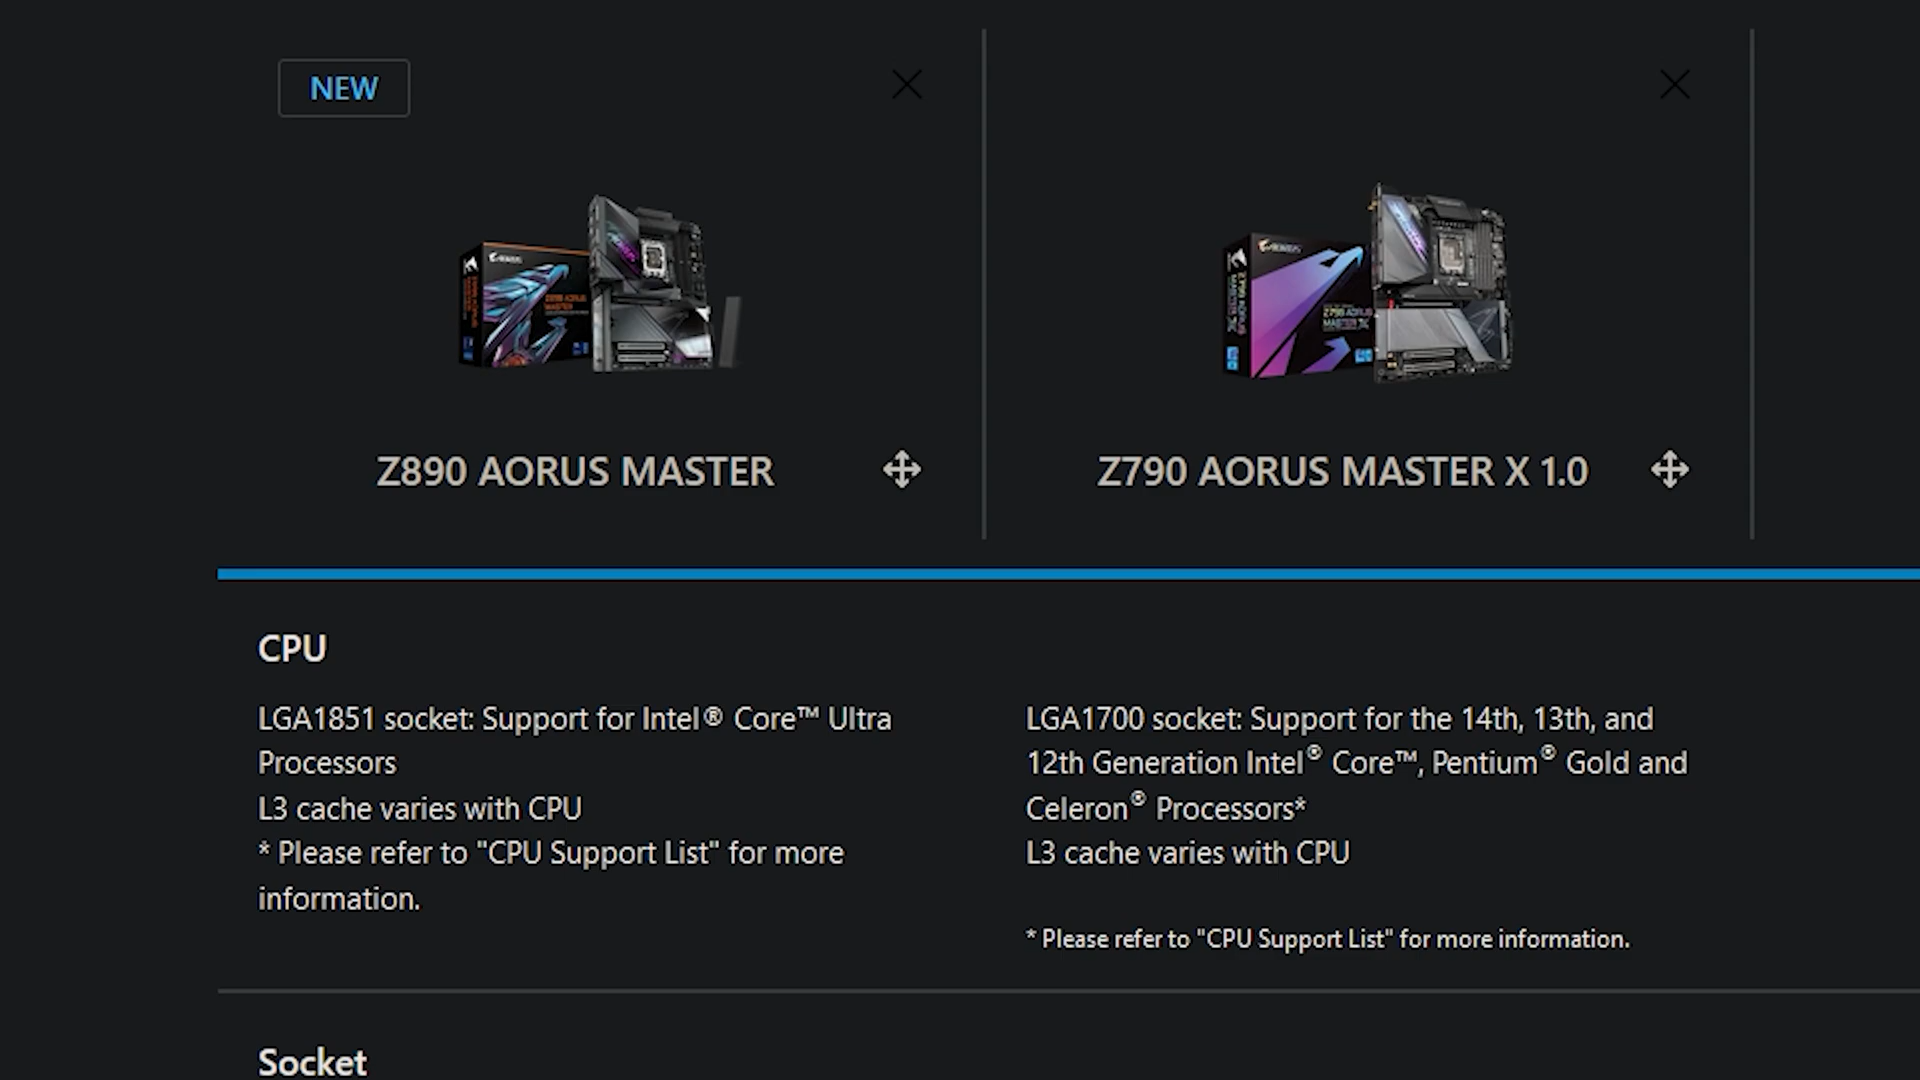 NEW
Z890 AORUS MASTER
Z790 AORUS MASTER X 1.0
CPU
LGA1851 socket: Support for Intel® Core™ Ultra
Processors
L3 cache varies with CPU
* Please refer to "CPU Support List" for more
information.
LGA1700 socket: Support for the 14th, 13th, and
12th Generation Intel® Core™, Pentium® Gold and
Celeron® Processors*
L3 cache varies with CPU
* Please refer to "CPU Support List" for more information.
Socket